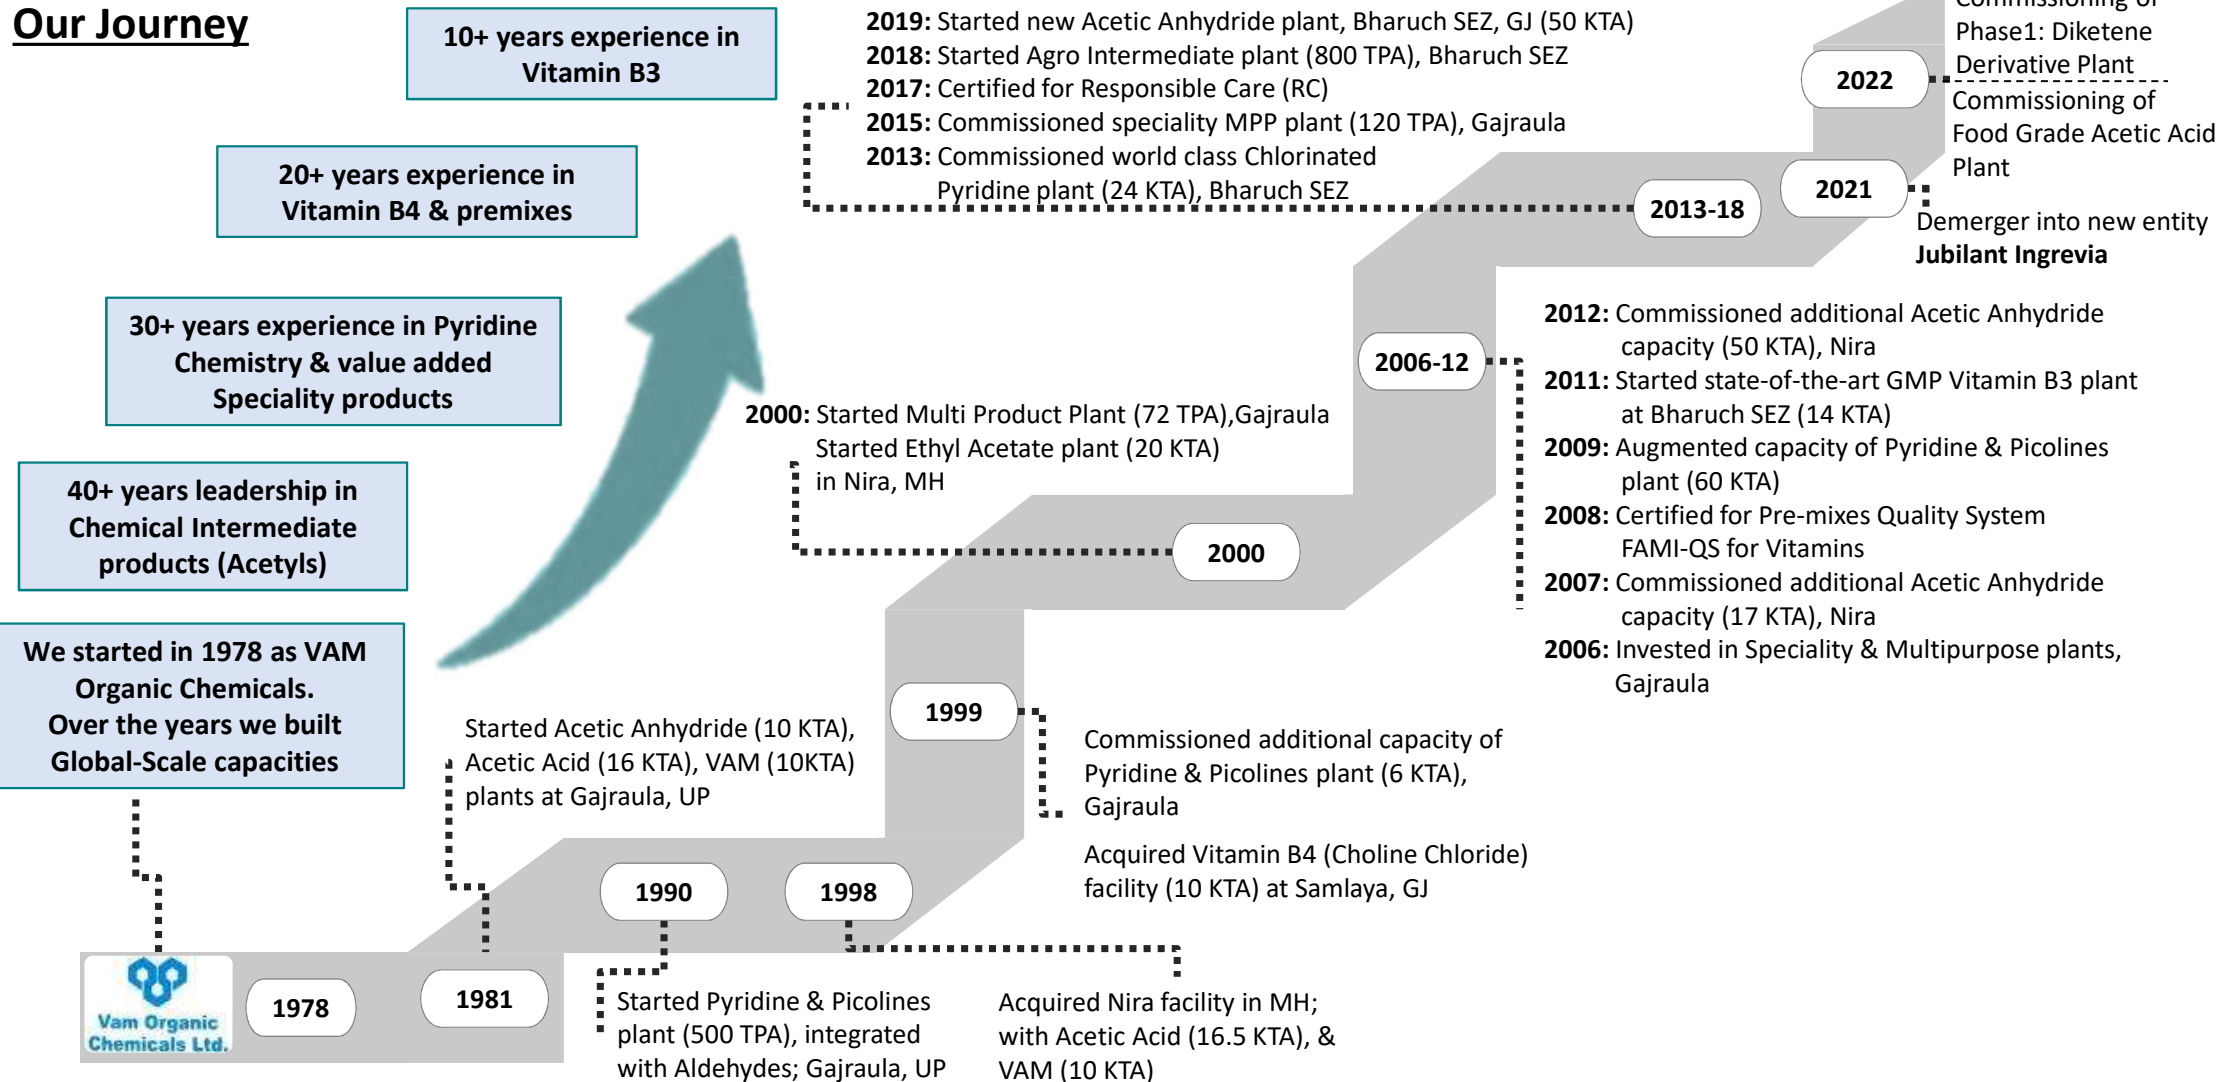 Our Journey
10+ years experience in
Vitamin B3
20+ years experience in
Vitamin B4 & premixes
30+ years experience in Pyridine
Chemistry & value added
Speciality products
40+ years leadership in
Chemical Intermediate
products (Acetyls)
We started in 1978 as VAM
Organic Chemicals.
Over the years we built
Global-Scale capacities
Vam Organic
Chemicals Ltd.
1978
1981
Started Acetic Anhydride (10 KTA),
Acetic Acid (16 KTA), VAM (10KTA)
plants at Gajraula, UP
1990
Started Pyridine & Picolines
plant (500 TPA), integrated
with Aldehydes; Gajraula, UP
1998
Acquired Nira facility in MH;
with Acetic Acid (16.5 KTA), &
VAM (10 KTA)
1999
Commissioned additional capacity of
Pyridine & Picolines plant (6 KTA),
Gajraula
Acquired Vitamin B4 (Choline Chloride)
facility (10 KTA) at Samlaya, GJ
2000
2000: Started Multi Product Plant (72 TPA),Gajraula
Started Ethyl Acetate plant (20 KTA)
in Nira, MH
2006-12
2012: Commissioned additional Acetic Anhydride
capacity (50 KTA), Nira
2011: Started state-of-the-art GMP Vitamin B3 plant
at Bharuch SEZ (14 KTA)
2009: Augmented capacity of Pyridine & Picolines
plant (60 KTA)
2008: Certified for Pre-mixes Quality System
FAMI-QS for Vitamins
2007: Commissioned additional Acetic Anhydride
capacity (17 KTA), Nira
2006: Invested in Speciality & Multipurpose plants,
Gajraula
2013-18
2019: Started new Acetic Anhydride plant, Bharuch SEZ, GJ (50 KTA)
2018: Started Agro Intermediate plant (800 TPA), Bharuch SEZ
2017: Certified for Responsible Care (RC)
2015: Commissioned speciality MPP plant (120 TPA), Gajraula
2013: Commissioned world class Chlorinated
Pyridine plant (24 KTA), Bharuch SEZ
2021
Demerger into new entity
Jubilant Ingrevia
2022
Commissioning of
Phase1: Diketene
Derivative Plant
Commissioning of
Food Grade Acetic Acid
Plant